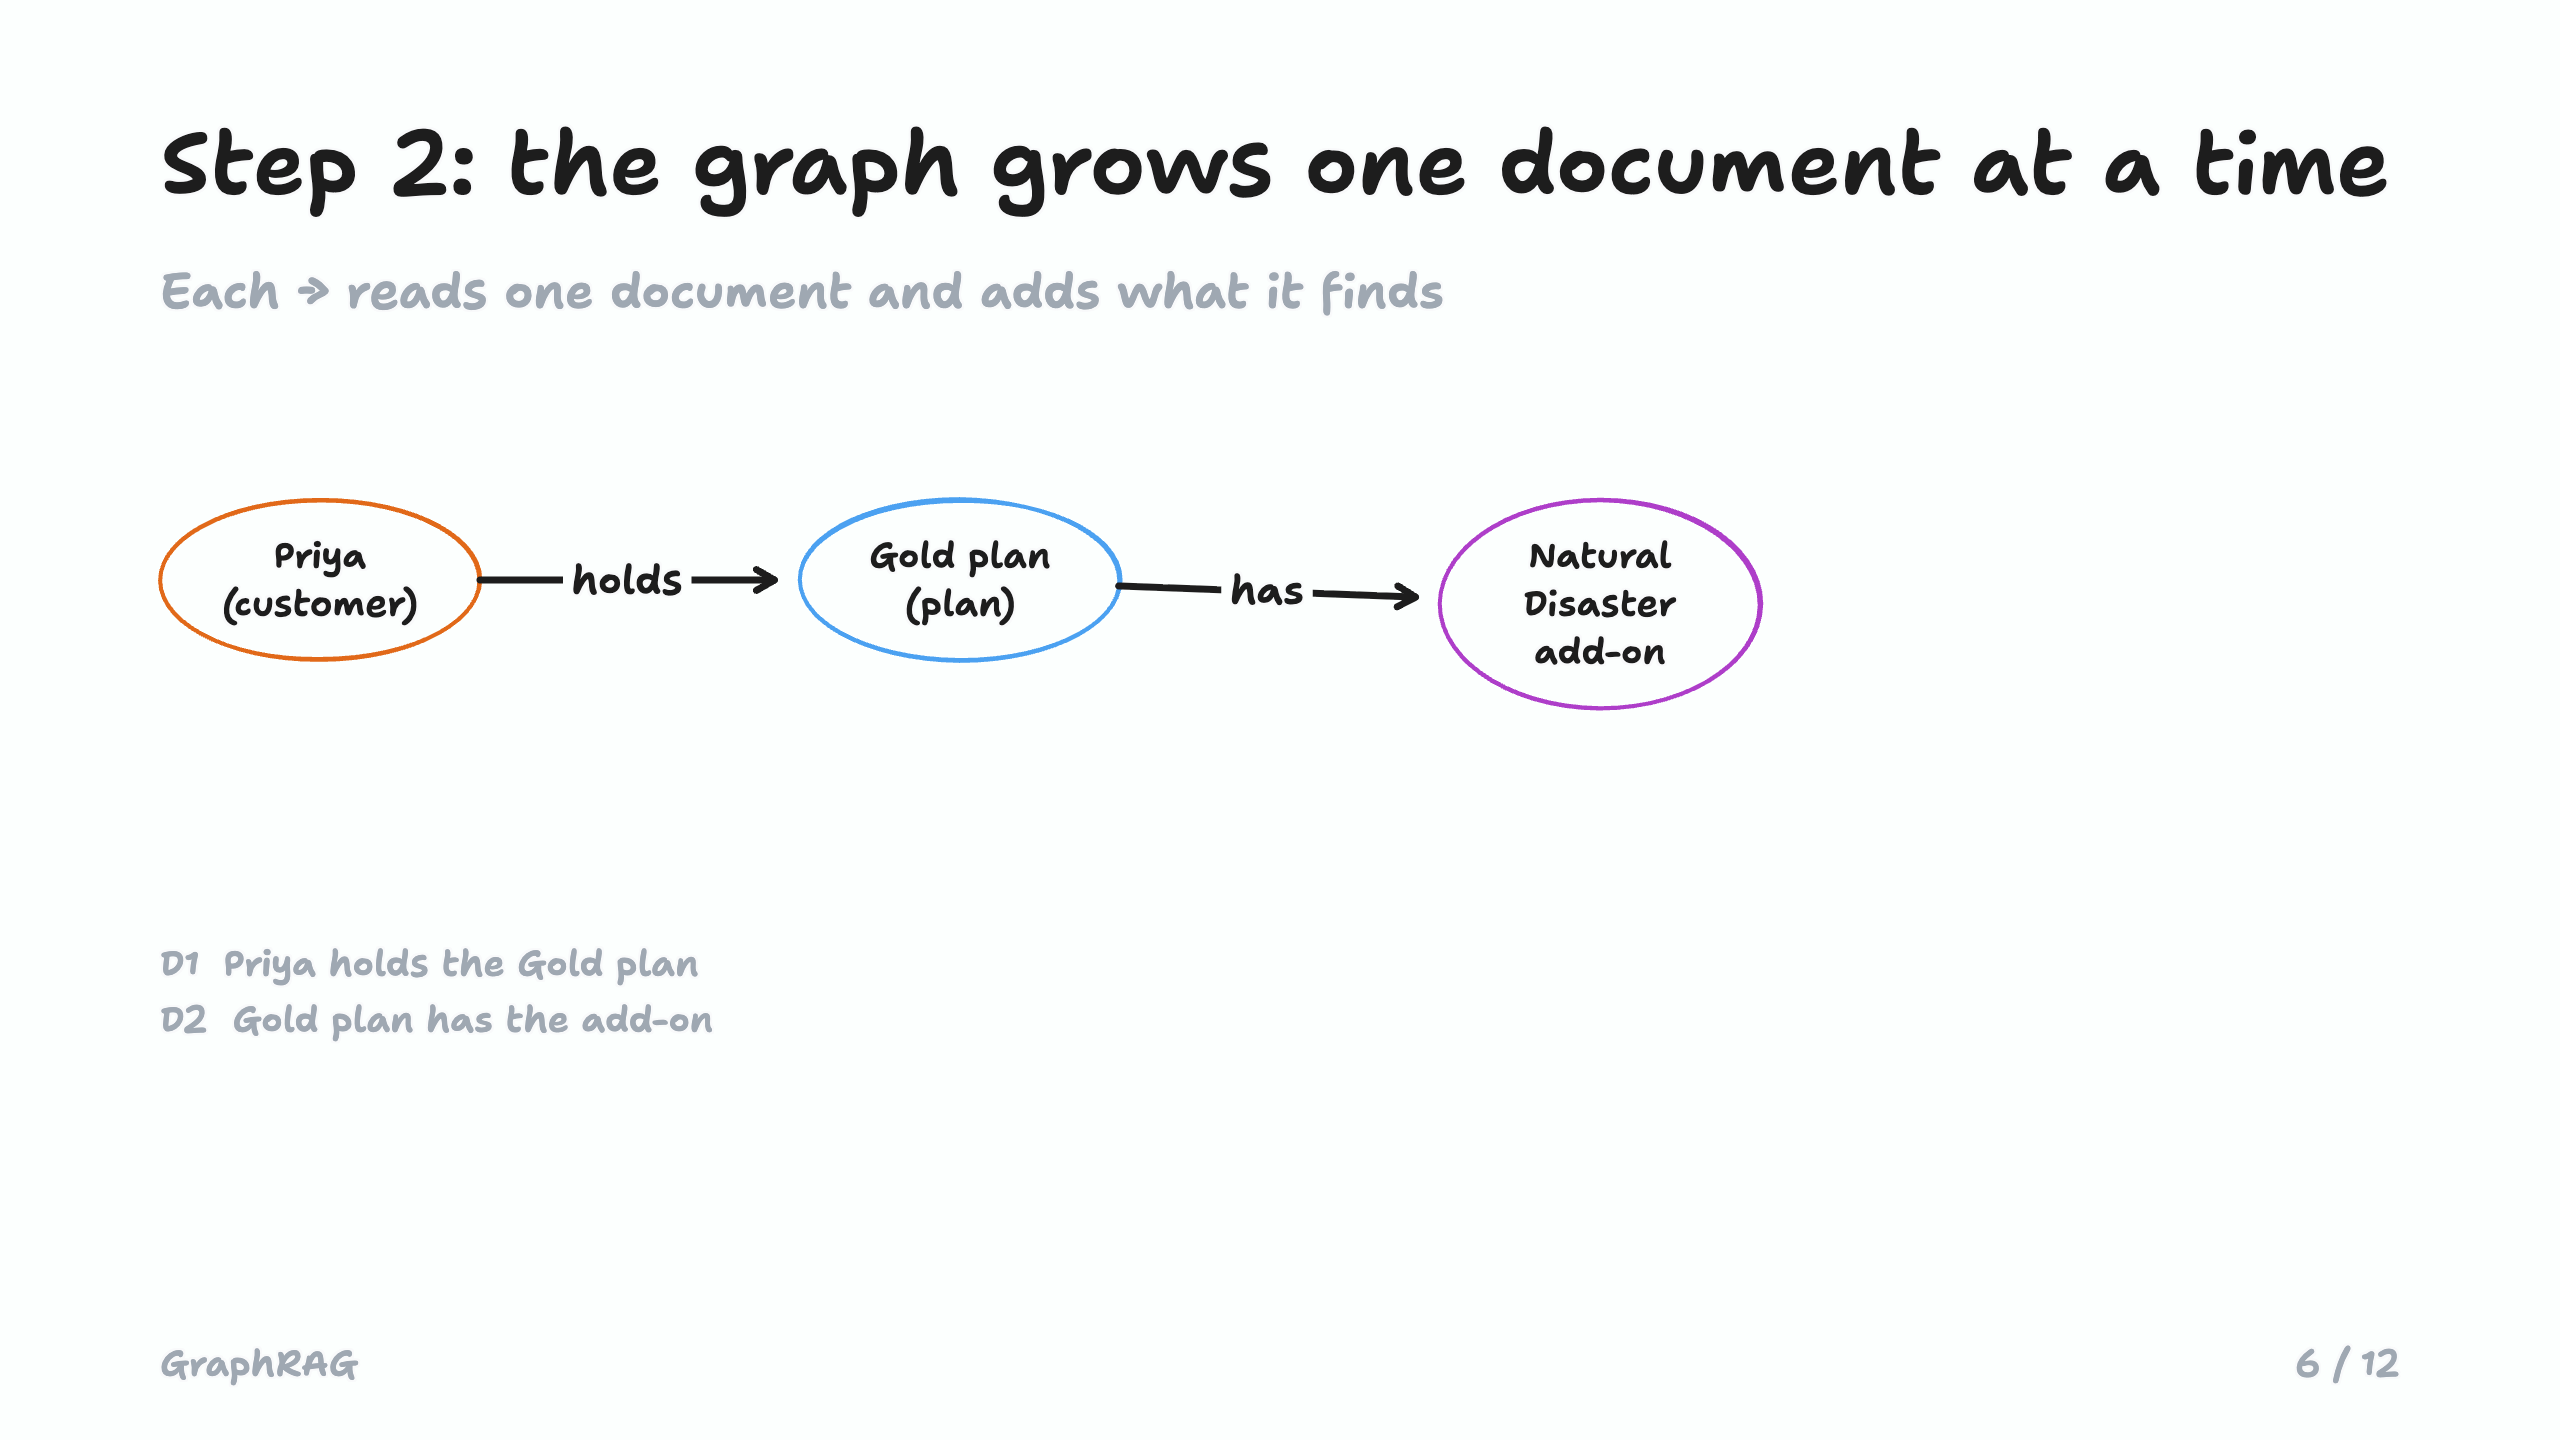 Step 2: the graph grows one document at a time
Each → reads one document and adds what it finds
Priya
(customer)
holds
Gold plan
(plan)
has
Natural
Disaster
add-on
D1 Priya holds the Gold plan
D2 Gold plan has the add-on
GraphRAG
6 / 12